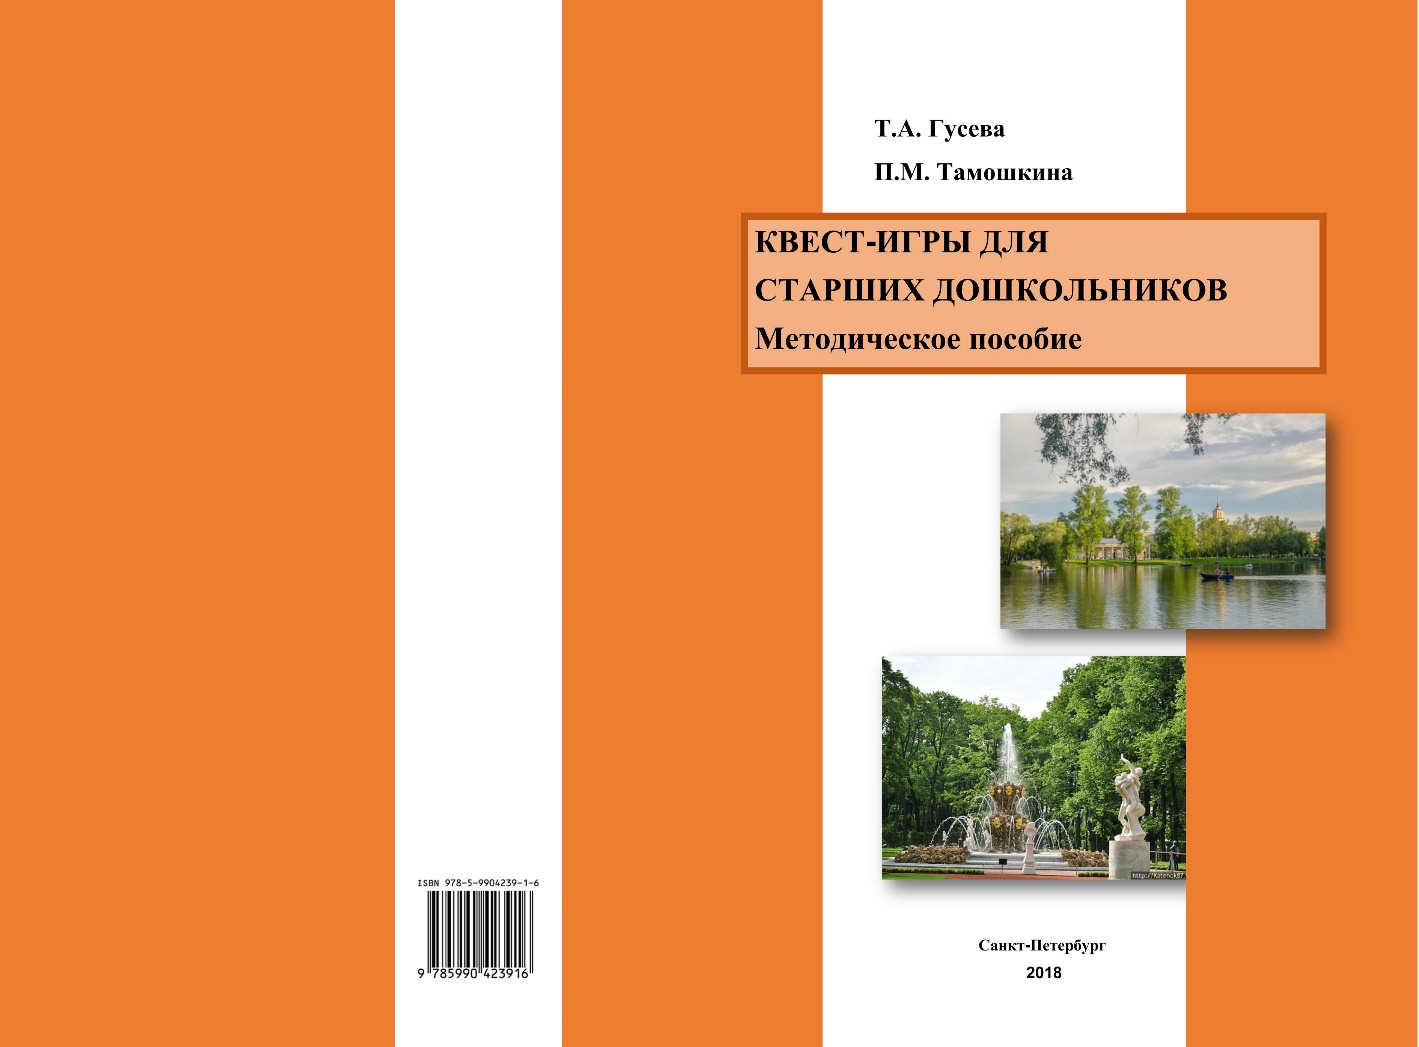 Т.А. Гусева
П.М. Тамошкина
КВЕСТ-ИГРЫ ДЛЯ
СТАРШИХ ДОШКОЛЬНИКОВ
Методическое пособие
http://Katenok87
Санкт-Петербург
2018
ISBN 978-5-9904239-1-6
9 785990 423916